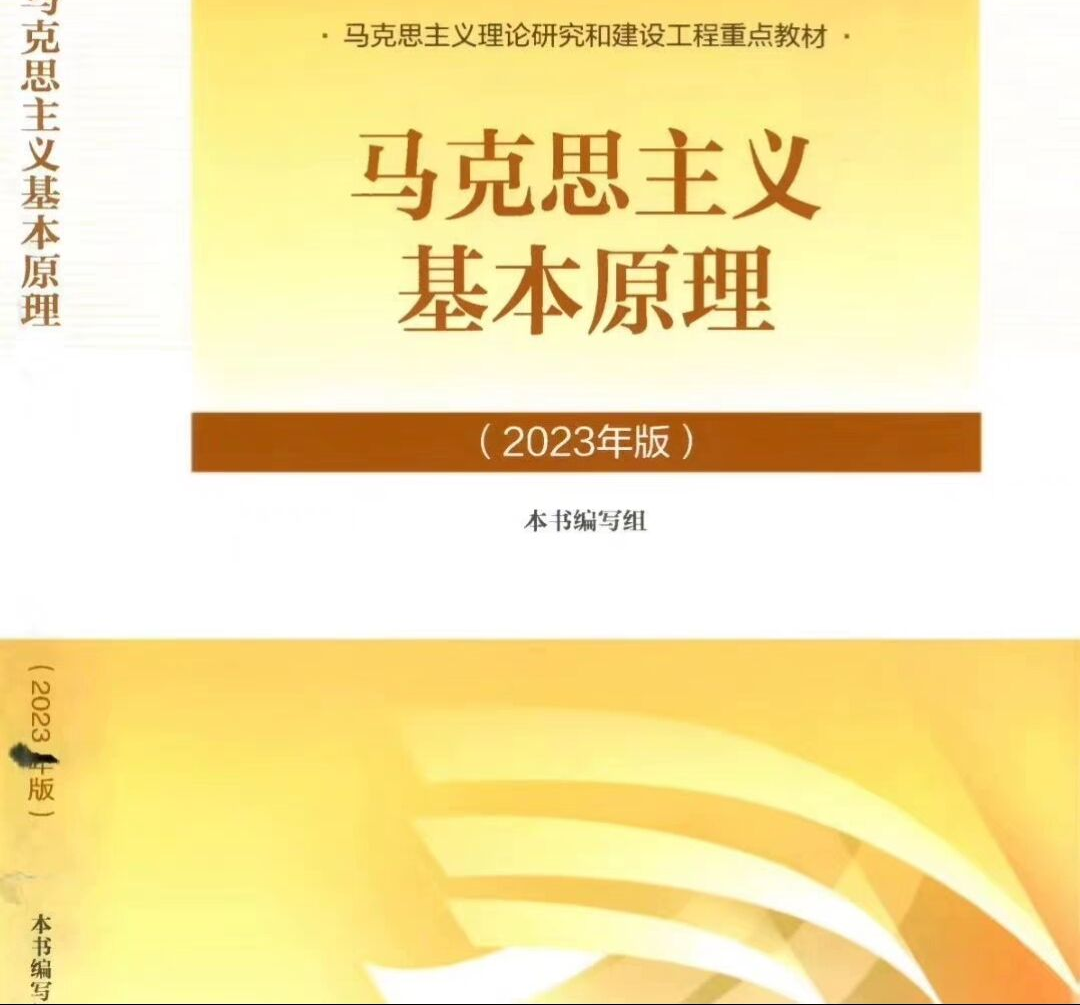 马克思主义基本原理
（2023年版）
本书编写
· 马克思主义理论研究和建设工程重点教材 ·
马克思主义
基本原理
（2023年版）
本书编写组